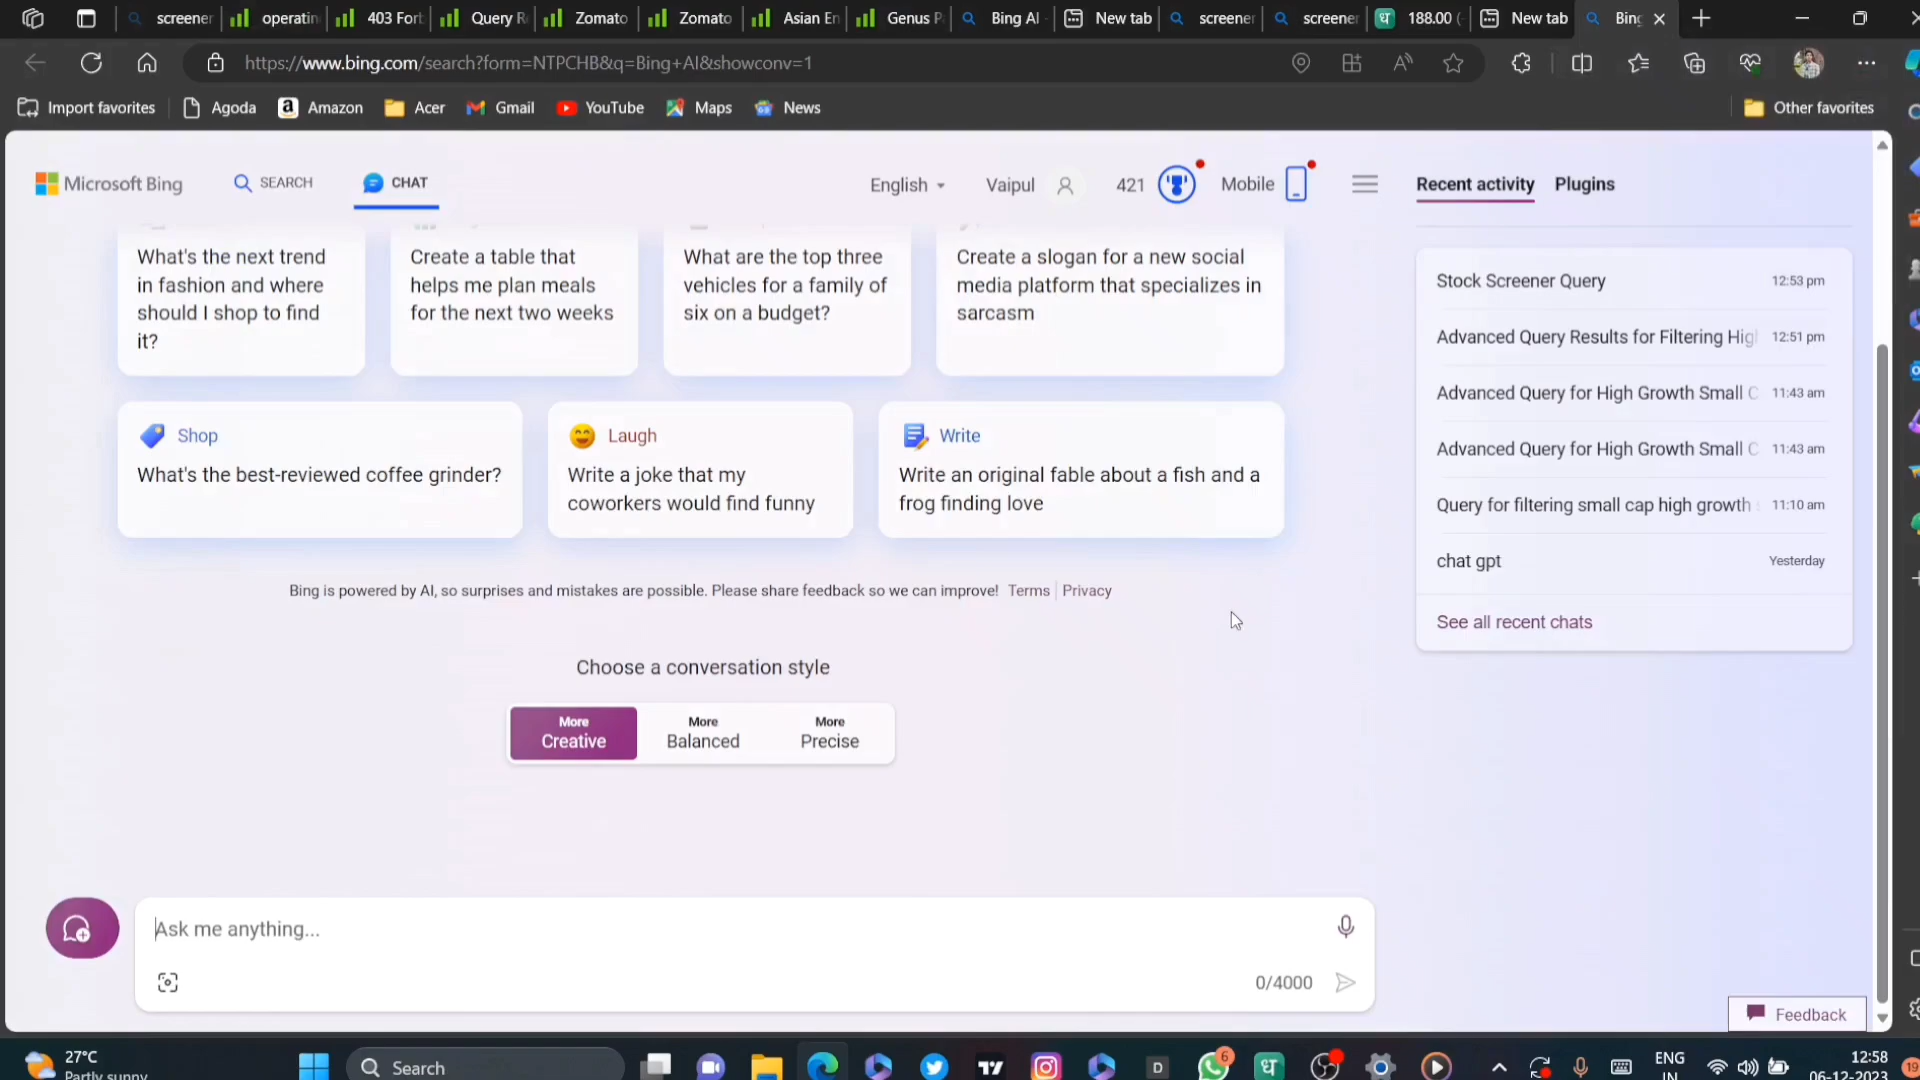 screener
operatin
403 Fort
Query R
Zomato
Zomato
Asian En
Genus P
Bing AI
New tab
screener
screener
188.00 (
New tab
Bing
https://www.bing.com/search?form=NTPCHB&q=Bing+AI&showconv=1
Import favorites
Agoda
Amazon
Acer
Gmail
YouTube
Maps
News
Other favorites
Microsoft Bing
SEARCH
CHAT
English
Vaipul
421
Mobile
Recent activity
Plugins
What's the next trend
in fashion and where
should I shop to find
it?
Create a table that
helps me plan meals
for the next two weeks
What are the top three
vehicles for a family of
six on a budget?
Create a slogan for a new social
media platform that specializes in
sarcasm
Shop
What's the best-reviewed coffee grinder?
Laugh
Write a joke that my
coworkers would find funny
Write
Write an original fable about a fish and a
frog finding love
Stock Screener Query 12:53 pm
Advanced Query Results for Filtering Hig 12:51 pm
Advanced Query for High Growth Small C 11:43 am
Advanced Query for High Growth Small C 11:43 am
Query for filtering small cap high growth 11:10 am
chat gpt Yesterday
See all recent chats
Bing is powered by AI, so surprises and mistakes are possible. Please share feedback so we can improve! Terms Privacy
Choose a conversation style
More
Creative
More
Balanced
More
Precise
Ask me anything...
0/4000
Feedback
27°C
Partly sunny
Search
6
ENG
IN
12:58
06-12-2023
19